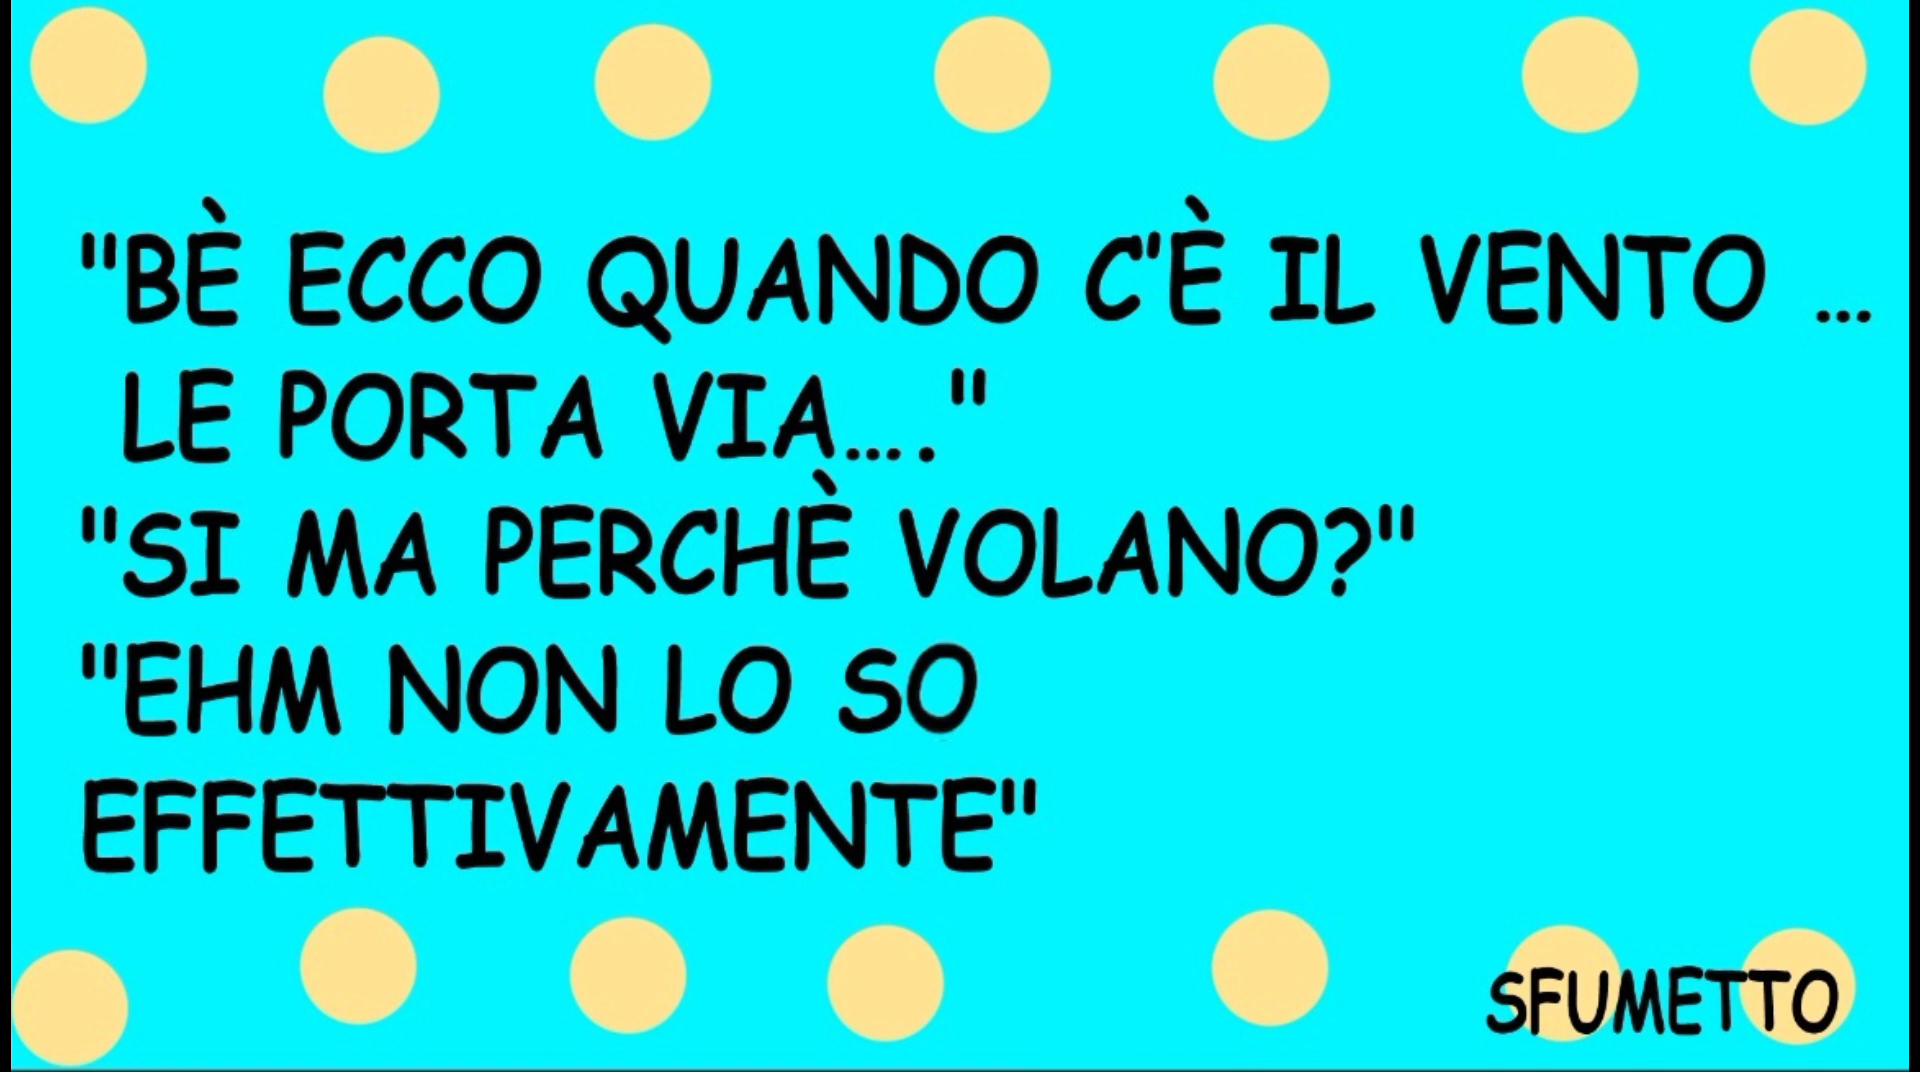 "BÈ ECCO QUANDO C'È IL VENTO ...
LE PORTA VIA...."
"SI MA PERCHÈ VOLANO?"
"EHM NON LO SO
EFFETTIVAMENTE"
SFUMETTO